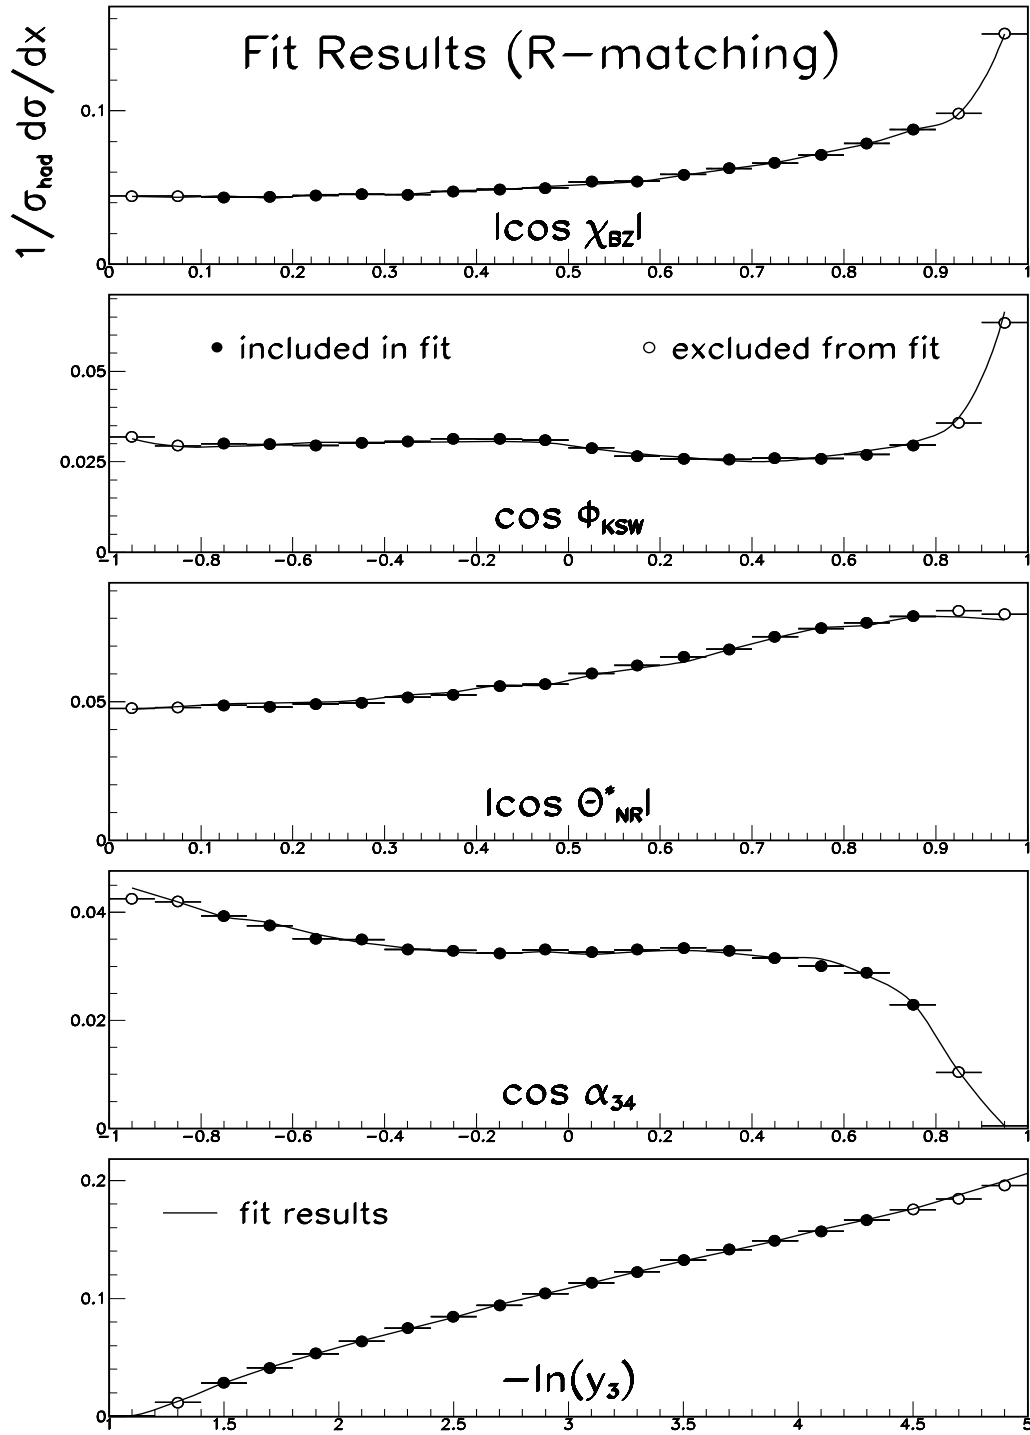 Fit Results (R−matching)
1/σhad dσ/dx
0.1
0
0 0.1 0.2 0.3 0.4 0.5 0.6 0.7 0.8 0.9 1
|cos χBZ|
included in fit
excluded from fit
0.05
0.025
0
−1 −0.8 −0.6 −0.4 −0.2 0 0.2 0.4 0.6 0.8 1
cos ϕKSW
0.05
0
0 0.1 0.2 0.3 0.4 0.5 0.6 0.7 0.8 0.9 1
|cos Θ*NR|
0.04
0.02
0
−1 −0.8 −0.6 −0.4 −0.2 0 0.2 0.4 0.6 0.8 1
cos α34
0.2
fit results
0.1
−ln(y3)
0
1 1.5 2 2.5 3 3.5 4 4.5 5